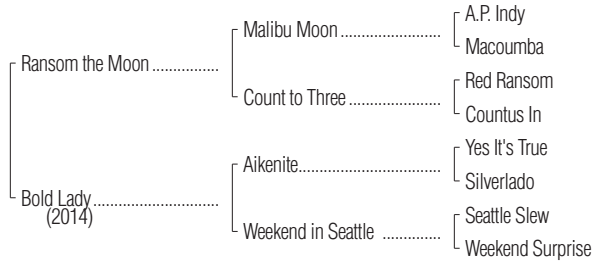 A.P. Indy
Malibu Moon ....................
Macoumba
Ransom the Moon ..............
Red Ransom
Count to Three ..................
Countus In
Yes It's True
Aikenite............................
Silverlado
Bold Lady ..........................
(2014)
Seattle Slew
Weekend in Seattle ............
Weekend Surprise